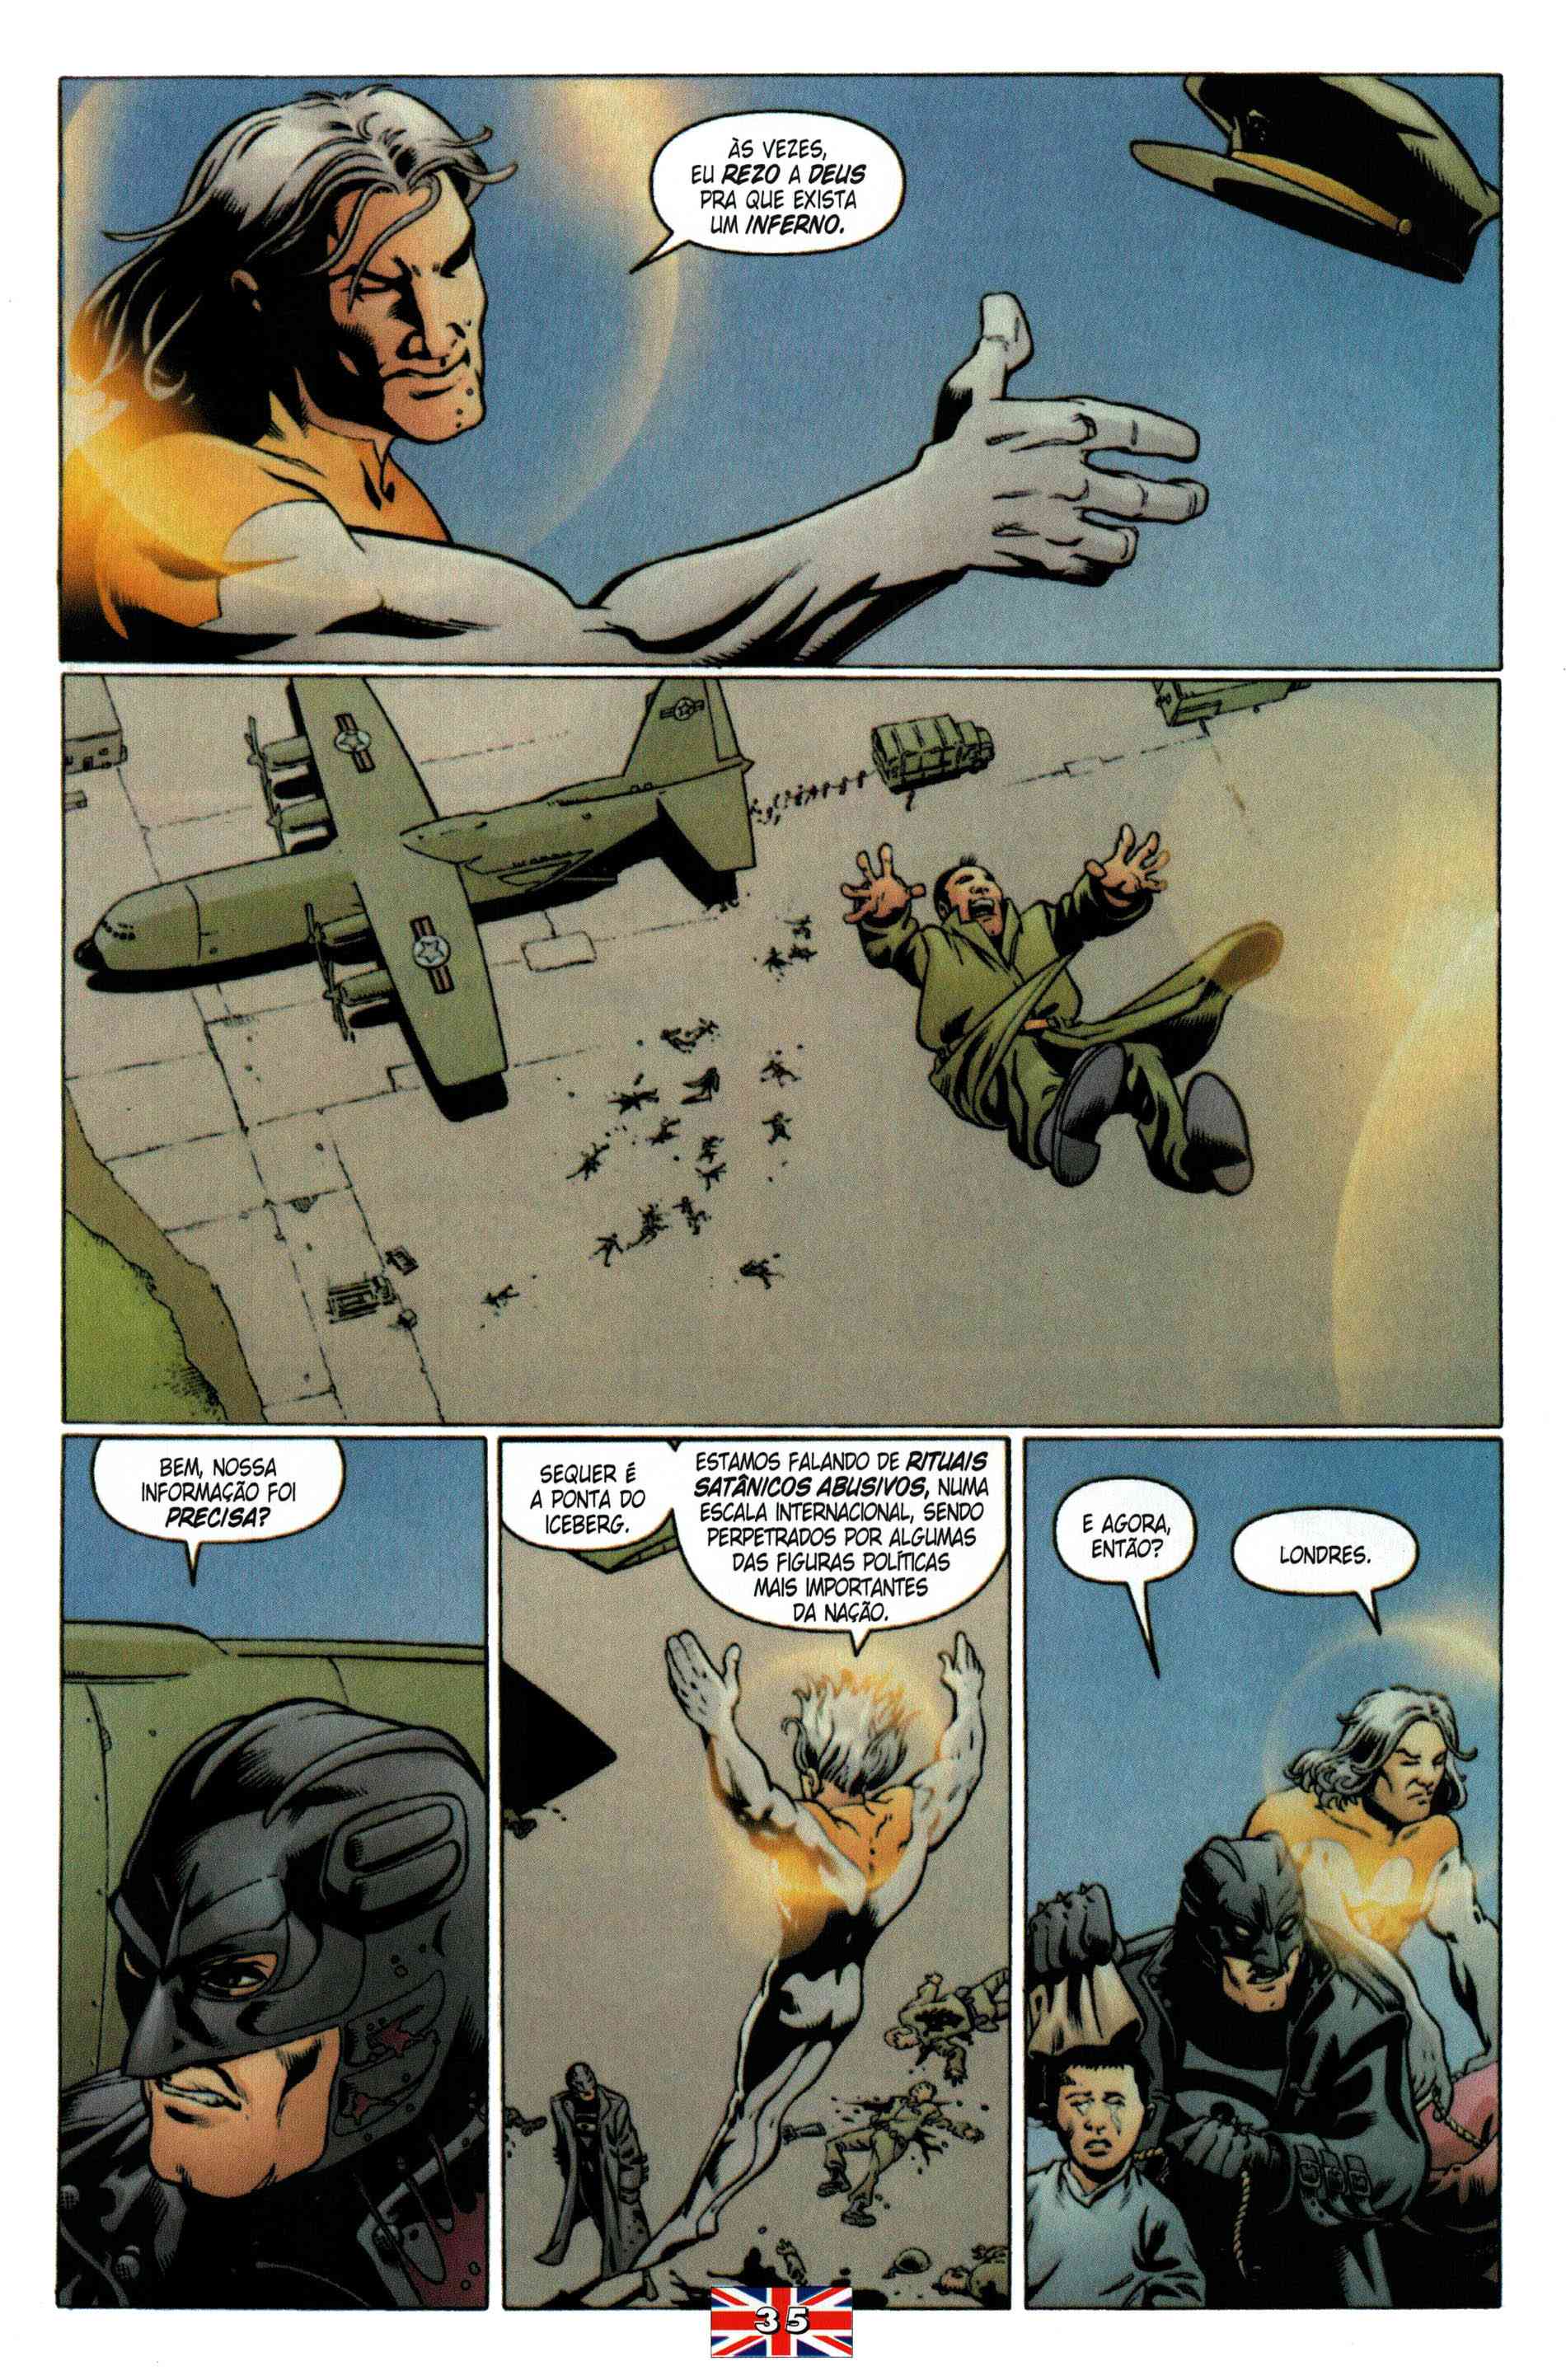 ÀS VEZES,
EU REZO A DEUS
PRA QUE EXISTA
UM INFERNO.
BEM, NOSSA
INFORMAÇÃO FOI
PRECISA?
SEQUER É
A PONTA DO
ICEBERG.
ESTAMOS FALANDO DE RITUAIS
SATÂNICOS ABUSIVOS, NUMA
ESCALA INTERNACIONAL, SENDO
PERPETRADOS POR ALGUMAS
DAS FIGURAS POLÍTICAS
MAIS IMPORTANTES
DA NAÇÃO.
E AGORA,
ENTÃO?
LONDRES.
35